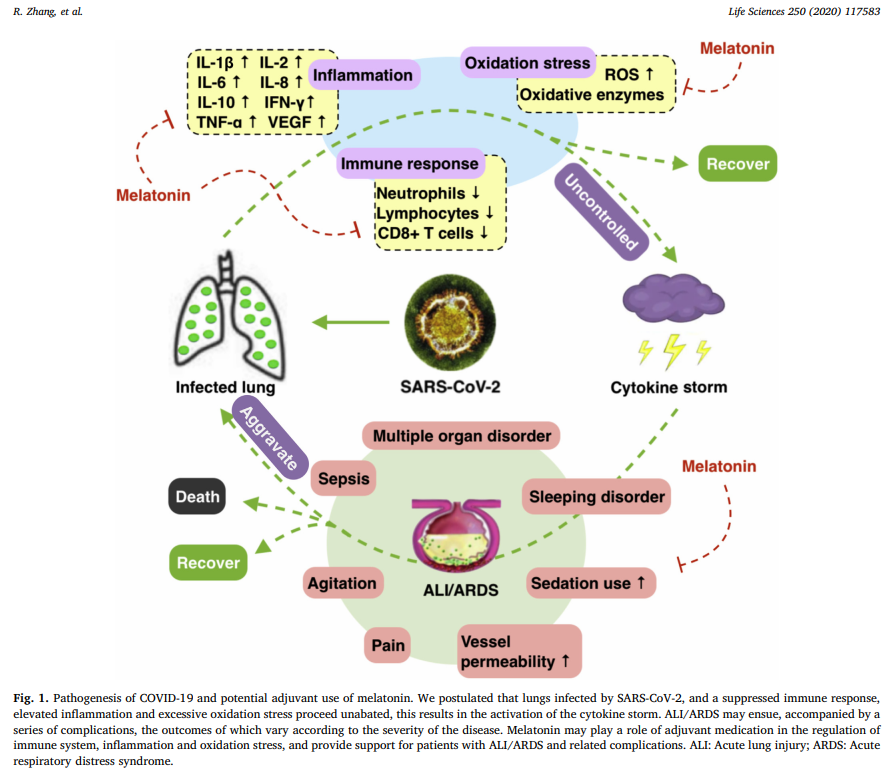 R. Zhang, et al.
Life Sciences 250 (2020) 117583
IL-1β ↑ IL-2 ↑
IL-6 ↑ IL-8 ↑
IL-10 ↑ IFN-γ↑
TNF-α ↑ VEGF ↑
Inflammation
Oxidation stress
ROS ↑
Oxidative enzymes
Melatonin
Melatonin
Immune response
Neutrophils ↓
Lymphocytes ↓
CD8+ T cells ↓
Recover
Uncontrolled
Infected lung
SARS-CoV-2
Cytokine storm
Aggravate
Multiple organ disorder
Sepsis
Death
Recover
Sleeping disorder
Melatonin
Agitation
ALI/ARDS
Sedation use ↑
Pain
Vessel
permeability ↑
Fig. 1. Pathogenesis of COVID-19 and potential adjuvant use of melatonin. We postulated that lungs infected by SARS-CoV-2, and a suppressed immune response,
elevated inflammation and excessive oxidation stress proceed unabated, this results in the activation of the cytokine storm. ALI/ARDS may ensue, accompanied by a
series of complications, the outcomes of which vary according to the severity of the disease. Melatonin may play a role of adjuvant medication in the regulation of
immune system, inflammation and oxidation stress, and provide support for patients with ALI/ARDS and related complications. ALI: Acute lung injury; ARDS: Acute
respiratory distress syndrome.